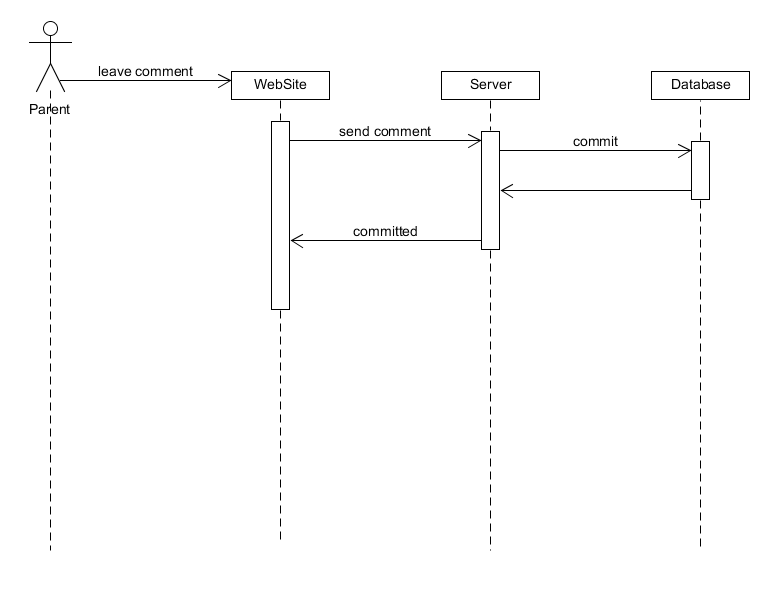 leave comment
WebSite
Server
Database
Parent
send comment
commit
committed